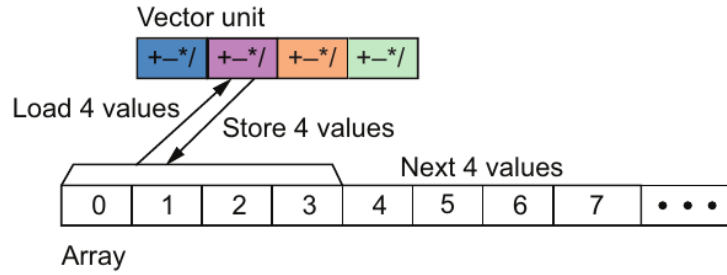 Vector unit
+–*/ +–*/ +–*/ +–*/
Load 4 values
Store 4 values
Next 4 values
0 1 2 3 4 5 6 7 • • •
Array